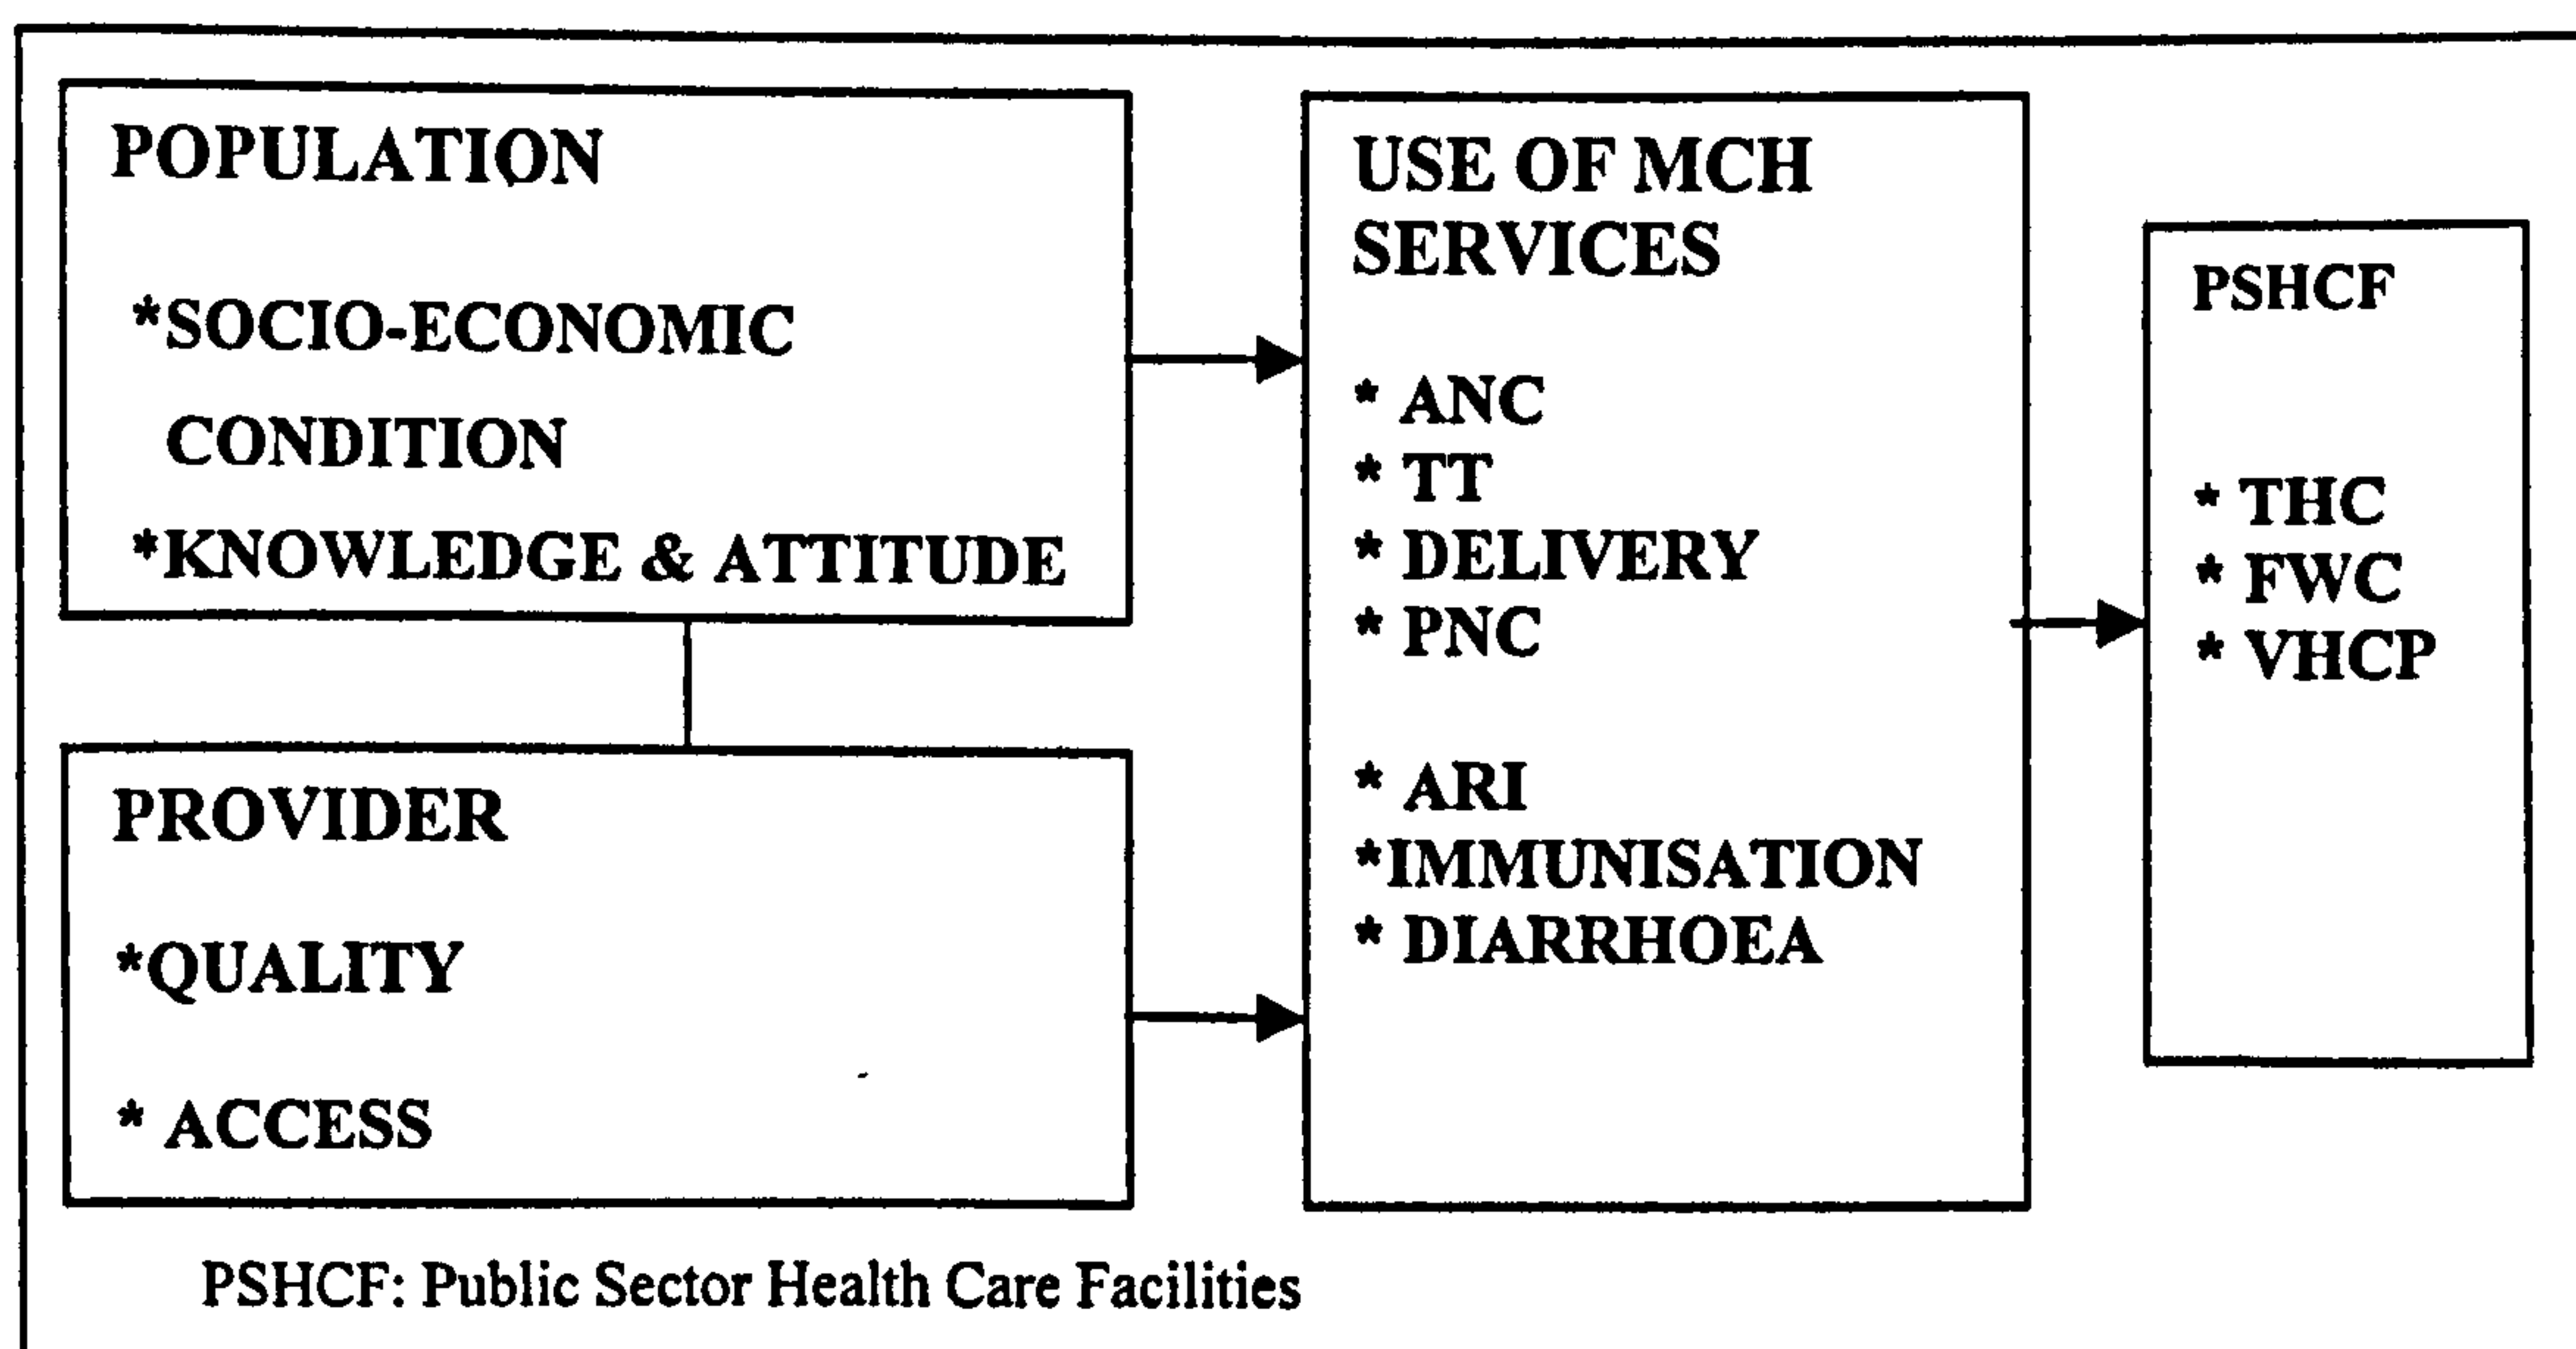 POPULATION
*SOCIO-ECONOMIC
CONDITION
*KNOWLEDGE & ATTITUDE
PROVIDER
*QUALITY
* ACCESS
USE OF MCH
SERVICES
* ANC
* TT
* DELIVERY
* PNC
* ARI
*IMMUNISATION
* DIARRHOEA
PSHCF
* THC
* FWC
* VHCP
PSHCF: Public Sector Health Care Facilities